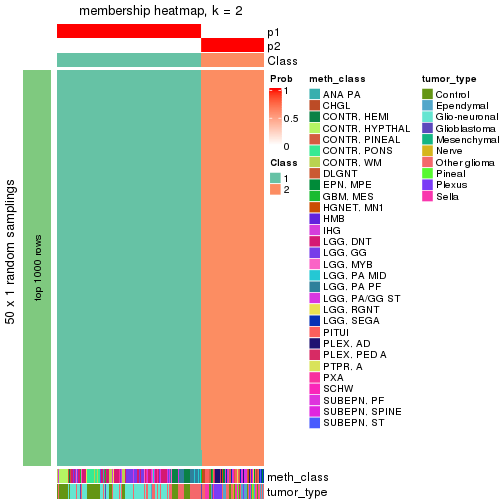 membership heatmap, k = 2
p1
p2
Class
50 x 1 random samplings
top 1000 rows
Prob
1
0.5
0
Class
1
2
meth_class
ANA PA
CHGL
CONTR, HEMI
CONTR, HYPTHAL
CONTR, PINEAL
CONTR, PONS
CONTR, WM
DLGNT
EPN, MPE
GBM, MES
HGNET, MN1
HMB
IHG
LGG, DNT
LGG, GG
LGG, MYB
LGG, PA MID
LGG, PA PF
LGG, PA/GG ST
LGG, RGNT
LGG, SEGA
PITUI
PLEX, AD
PLEX, PED A
PTPR, A
PXA
SCHW
SUBEPN, PF
SUBEPN, SPINE
SUBEPN, ST
tumor_type
Control
Ependymal
Glio-neuronal
Glioblastoma
Mesenchymal
Nerve
Other glioma
Pineal
Plexus
Sella
meth_class
tumor_type